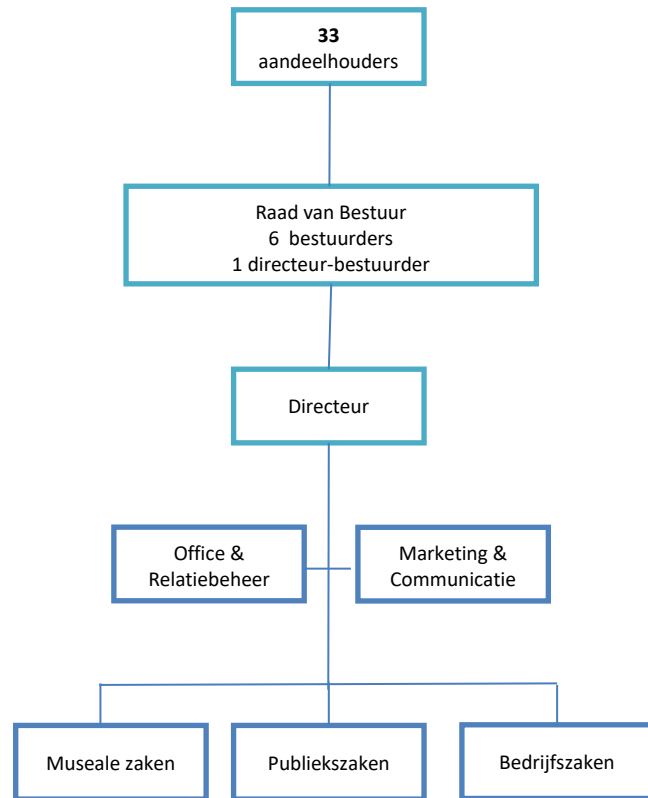 33
aandeelhouders
Raad van Bestuur
6 bestuurders
1 directeur-bestuurder
Directeur
Office &
Relatiebeheer
Marketing &
Communicatie
Museale zaken
Publiekszaken
Bedrijfszaken